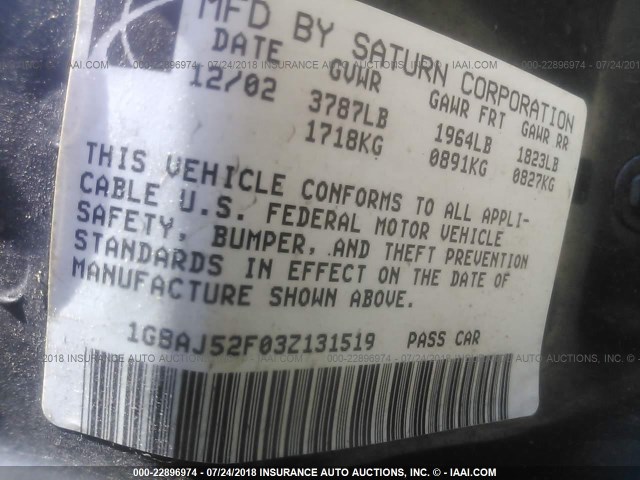 MFD BY SATURN CORPORATION
DATE GVWR GAWR FRT GAWR RR
12/02 3787LB 1964LB 1823LB
1718KG 0891KG 0827KG
THIS VEHICLE CONFORMS TO ALL APPLI-
CABLE U.S. FEDERAL MOTOR VEHICLE
SAFETY, BUMPER, AND THEFT PREVENTION
STANDARDS IN EFFECT ON THE DATE OF
MANUFACTURE SHOWN ABOVE.
1G8AJ52F03Z131519 PASS CAR
000-22896974 - 07/24/2018 INSURANCE AUTO AUCTIONS, INC.© - IAAI.COM